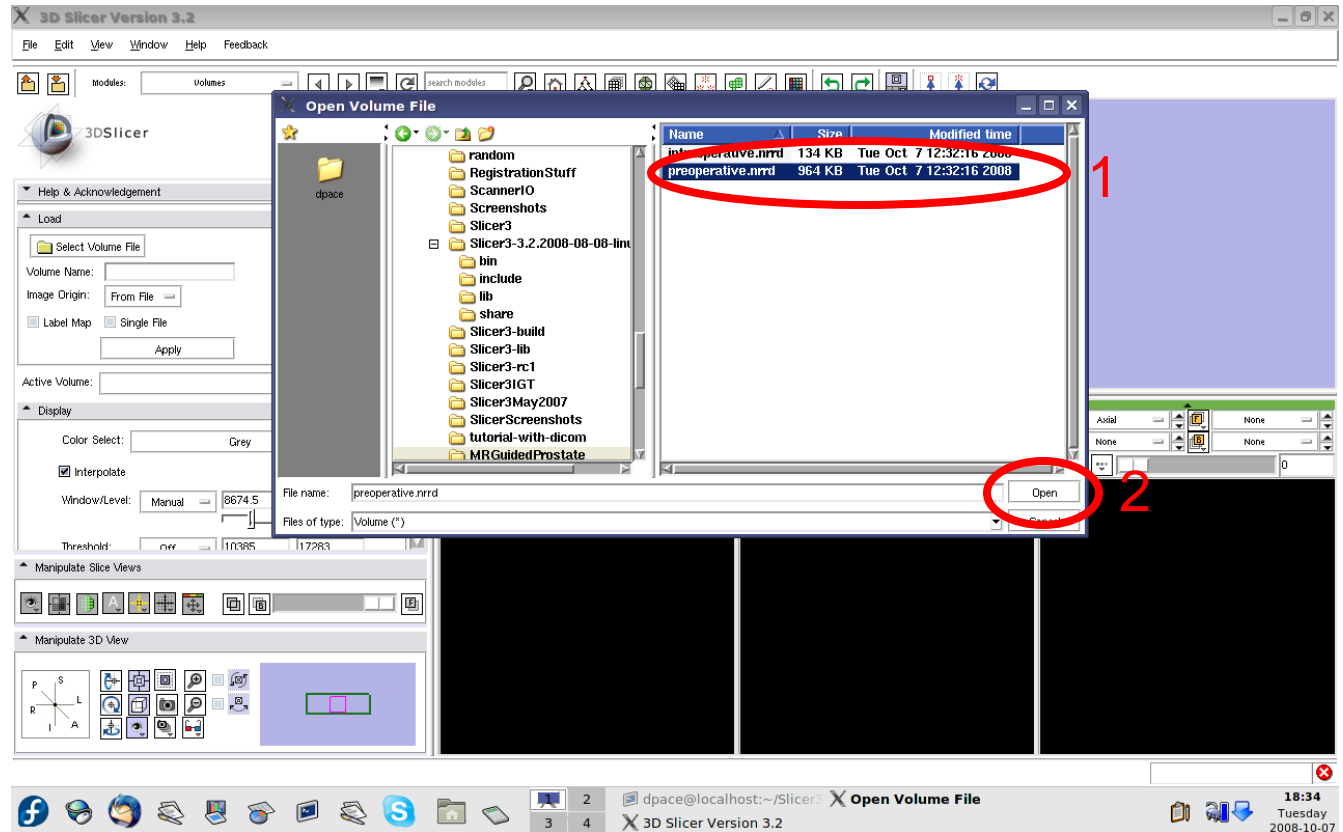 3D Slicer Version 3.2
File Edit View Window Help Feedback
Modules: Volumes search modules
3DSlicer
Help & Acknowledgement
Load
Select Volume File
Volume Name:
Image Origin: From File
Label Map Single File
Apply
Active Volume:
Display
Color Select: Grey
Interpolate
Window/Level: Manual 8674.5
Threshold: Off 10385 17283
Manipulate Slice Views
Manipulate 3D View
P S
R L
I A
Open Volume File
dpace
random
RegistrationStuff
ScannerIO
Screenshots
Slicer3
Slicer3-3.2.2008-08-08-linu
bin
include
lib
share
Slicer3-build
Slicer3-lib
Slicer3-rc1
Slicer3IGT
Slicer3May2007
SlicerScreenshots
tutorial-with-dicom
MRGuidedProstate
Name Size Modified time
intraoperative.nrrd 134 KB Tue Oct 7 12:32:16 2008
preoperative.nrrd 964 KB Tue Oct 7 12:32:16 2008
1
File name: preoperative.nrrd Open
2
Files of type: Volume (*) Cancel
Axial F None
None B None
0
1 2
3 4
dpace@localhost:~/Slicer3
Open Volume File
3D Slicer Version 3.2
18:34
Tuesday
2008-10-07